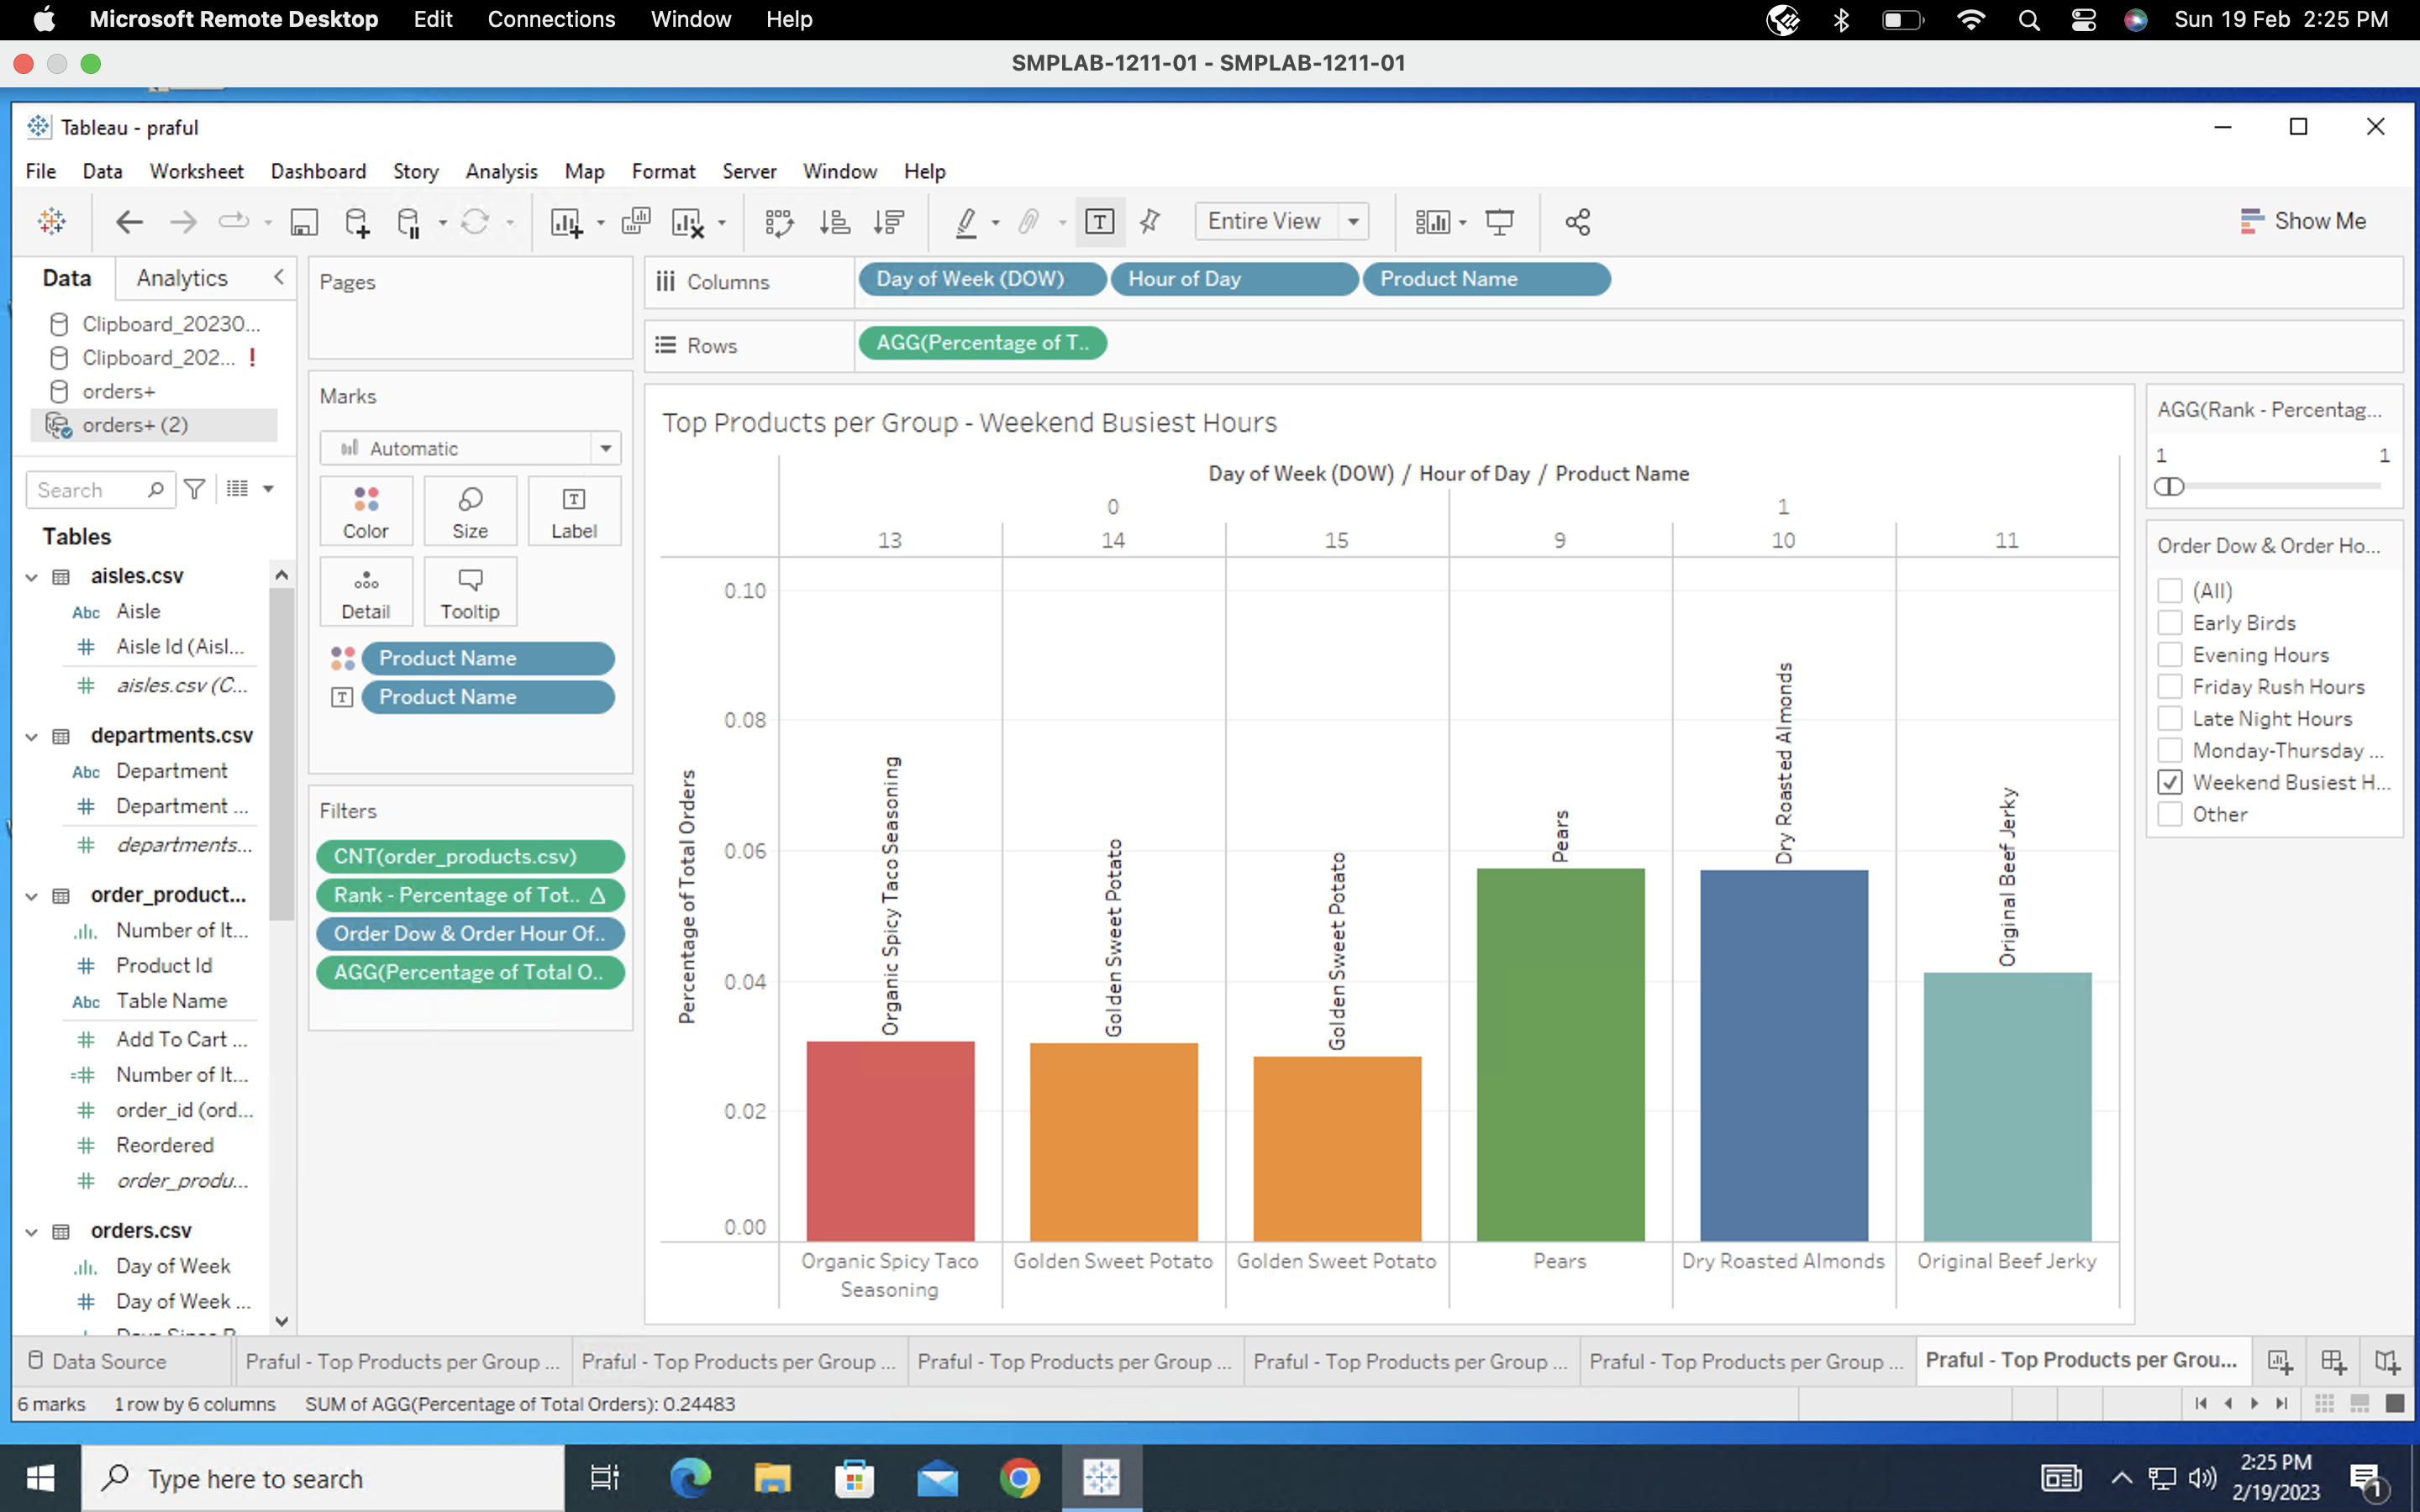 Microsoft Remote Desktop Edit Connections Window Help Sun 19 Feb 2:25 PM
SMPLAB-1211-01 - SMPLAB-1211-01
Tableau - praful
File Data Worksheet Dashboard Story Analysis Map Format Server Window Help
Entire View
Show Me
Data Analytics
Clipboard_20230...
Clipboard_202... !
orders+
orders+ (2)
Search
Tables
aisles.csv
Abc Aisle
# Aisle Id (Aisl...
# aisles.csv (C...
departments.csv
Abc Department
# Department ...
# departments...
order_product...
Number of It...
# Product Id
Abc Table Name
# Add To Cart ...
=# Number of It...
# order_id (ord...
# Reordered
# order_produ...
orders.csv
Day of Week
# Day of Week ...
Pages
Marks
Automatic
Color Size Label
Detail Tooltip
Product Name
Product Name
Filters
CNT(order_products.csv)
Rank - Percentage of Tot.. Δ
Order Dow & Order Hour Of..
AGG(Percentage of Total O..
Columns Day of Week (DOW) Hour of Day Product Name
Rows AGG(Percentage of T..
Top Products per Group - Weekend Busiest Hours
Day of Week (DOW) / Hour of Day / Product Name
0 1
13 14 15 9 10 11
Percentage of Total Orders
0.10
0.08
0.06
0.04
0.02
0.00
Organic Spicy Taco Seasoning
Golden Sweet Potato
Golden Sweet Potato
Pears
Dry Roasted Almonds
Original Beef Jerky
Organic Spicy Taco
Seasoning
Golden Sweet Potato
Golden Sweet Potato
Pears
Dry Roasted Almonds
Original Beef Jerky
AGG(Rank - Percentag...
1 1
Order Dow & Order Ho...
(All)
Early Birds
Evening Hours
Friday Rush Hours
Late Night Hours
Monday-Thursday ...
Weekend Busiest H...
Other
Data Source Praful - Top Products per Group ... Praful - Top Products per Group ... Praful - Top Products per Group ... Praful - Top Products per Group ... Praful - Top Products per Group ... Praful - Top Products per Grou...
6 marks 1 row by 6 columns SUM of AGG(Percentage of Total Orders): 0.24483
Type here to search
2:25 PM
2/19/2023
1